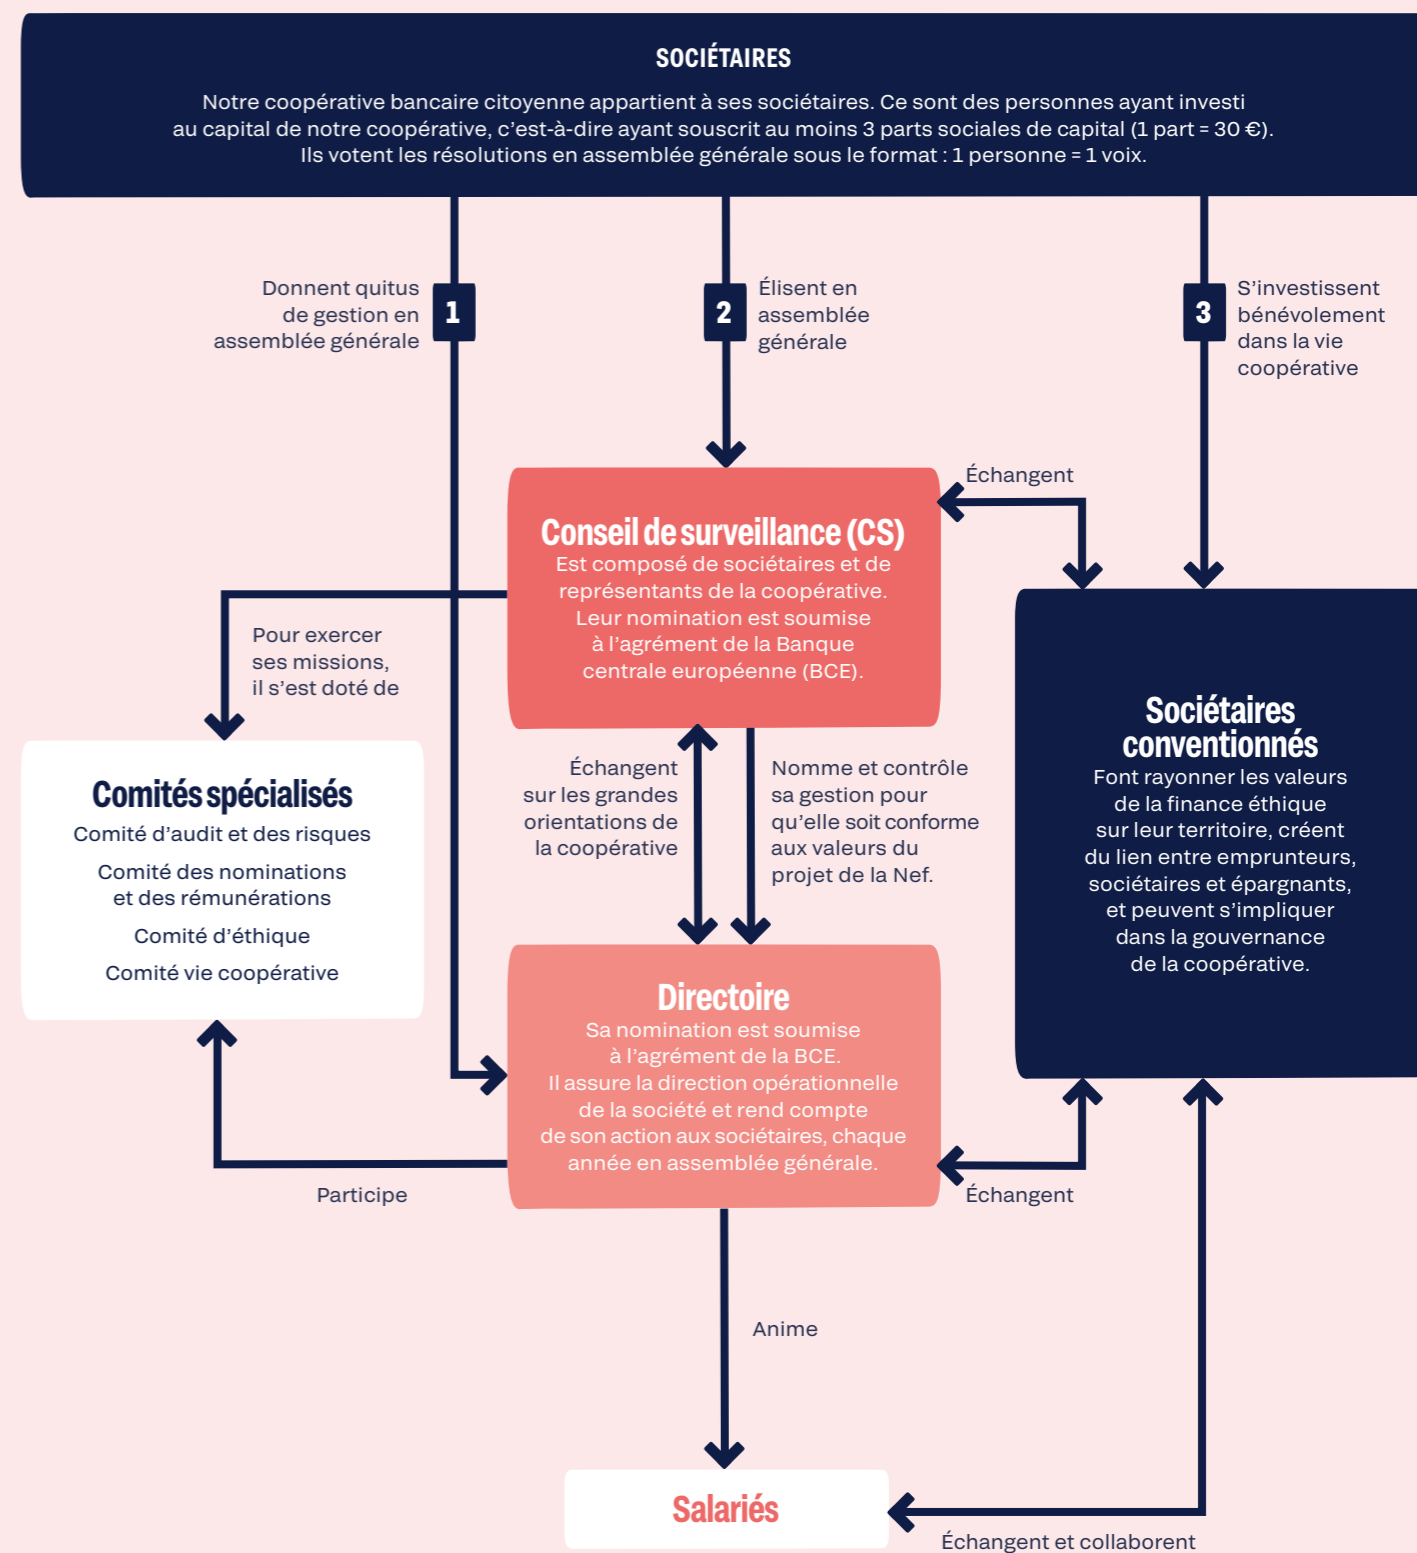 SOCIÉTAIRES
Notre coopérative bancaire citoyenne appartient à ses sociétaires. Ce sont des personnes ayant investi
au capital de notre coopérative, c’est-à-dire ayant souscrit au moins 3 parts sociales de capital (1 part = 30 €).
Ils votent les résolutions en assemblée générale sous le format : 1 personne = 1 voix.
Donnent quitus
de gestion en
assemblée générale
1
2
Élisent en
assemblée
générale
3
S’investissent
bénévolement
dans la vie
coopérative
Échangent
Conseil de surveillance (CS)
Est composé de sociétaires et de
représentants de la coopérative.
Leur nomination est soumise
à l’agrément de la Banque
centrale européenne (BCE).
Pour exercer
ses missions,
il s’est doté de
Comités spécialisés
Comité d’audit et des risques
Comité des nominations
et des rémunérations
Comité d’éthique
Comité vie coopérative
Échangent
sur les grandes
orientations de
la coopérative
Nomme et contrôle
sa gestion pour
qu’elle soit conforme
aux valeurs du
projet de la Nef.
Sociétaires
conventionnés
Font rayonner les valeurs
de la finance éthique
sur leur territoire, créent
du lien entre emprunteurs,
sociétaires et épargnants,
et peuvent s’impliquer
dans la gouvernance
de la coopérative.
Directoire
Sa nomination est soumise
à l’agrément de la BCE.
Il assure la direction opérationnelle
de la société et rend compte
de son action aux sociétaires, chaque
année en assemblée générale.
Participe
Échangent
Anime
Salariés
Échangent et collaborent